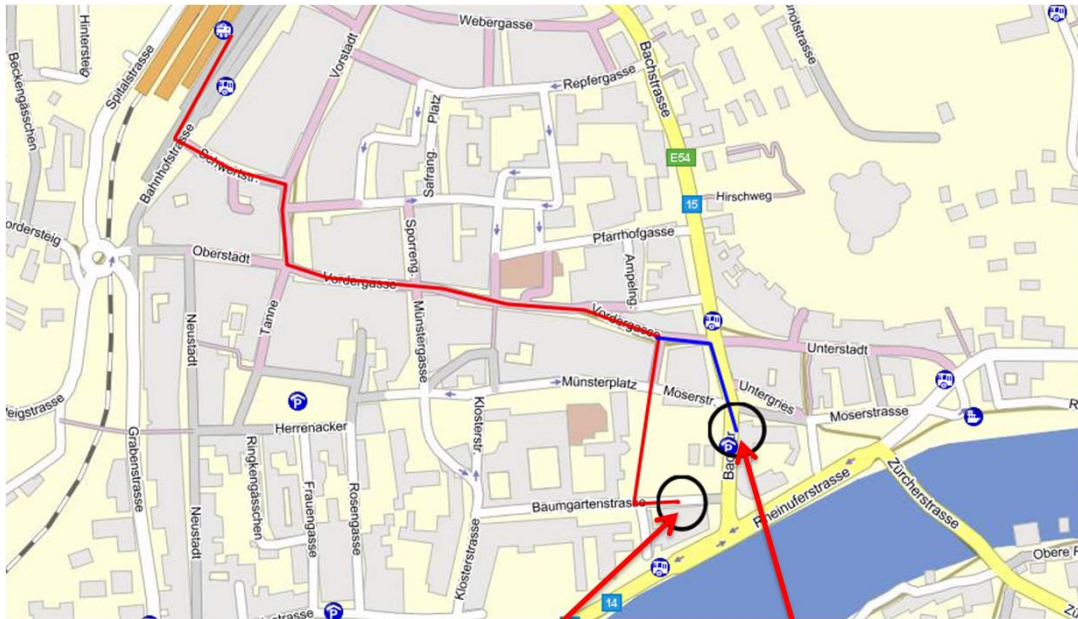 Webergasse
Hintersteig
Spitalstrasse
Vorstadt
Bachstrasse
Beckengässchen
Repfergasse
Platz
Safrang.
Bahnhofstrasse
Schwertstr.
E54
15
Hirschweg
Sporreng.
Pfarrhofgasse
Ampelng.
Oberstadt
Vordergasse
Vordergasse
Unterstadt
Tanne
Neustadt
Münstergasse
Münsterplatz
Moserstr.
Untergries
Moserstrasse
Klosterstr.
Herrenacker
Grabenstrasse
Ringkengässchen
Frauengasse
Rosengasse
Baumgartenstrasse
Rheinuferstrasse
Zürcherstrasse
Neustadt
Klosterstrasse
Obere
14